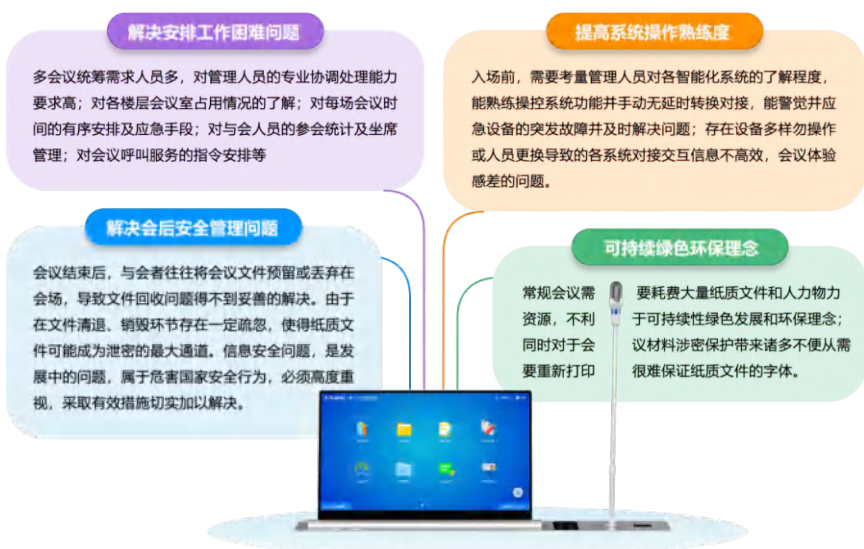 解决安排工作困难问题
多会议统筹需求人员多，对管理人员的专业协调处理能力
要求高；对各楼层会议室占用情况的了解；对每场会议时
间的有序安排及应急手段；对与会人员的参会统计及坐席
管理；对会议呼叫服务的指令安排等
提高系统操作熟练度
入场前，需要考量管理人员对各智能化系统的了解程度，
能熟练操控系统功能并手动无延时转换对接，能警觉并应
急设备的突发故障并及时解决问题；存在设备多样勿操作
或人员更换导致的各系统对接交互信息不高效，会议体验
感差的问题。
解决会后安全管理问题
会议结束后，与会者往往将会议文件预留或丢弃在
会场，导致文件回收问题得不到妥善的解决。由于
在文件清退、销毁环节存在一定疏忽，使得纸质文
件可能成为泄密的最大通道。信息安全问题，是发
展中的问题，属于危害国家安全行为，必须高度重
视，采取有效措施切实加以解决。
可持续绿色环保理念
常规会议需 要耗费大量纸质文件和人力物力
资源，不利 于可持续性绿色发展和环保理念；
同时对于会 议材料涉密保护带来诸多不便从需
要重新打印 很难保证纸质文件的字体。